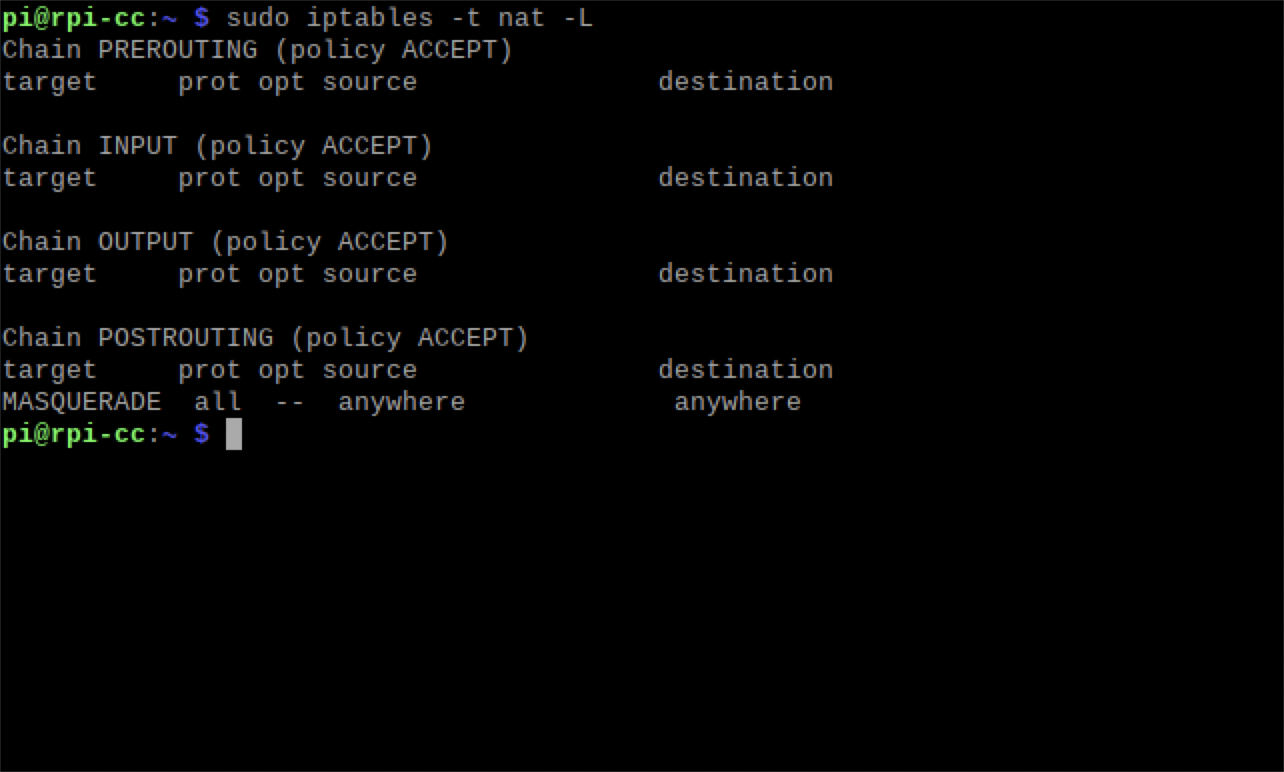 pi@rpi-cc:~ $ sudo iptables -t nat -L
Chain PREROUTING (policy ACCEPT)
target     prot opt source               destination

Chain INPUT (policy ACCEPT)
target     prot opt source               destination

Chain OUTPUT (policy ACCEPT)
target     prot opt source               destination

Chain POSTROUTING (policy ACCEPT)
target     prot opt source               destination
MASQUERADE  all  --  anywhere             anywhere
pi@rpi-cc:~ $